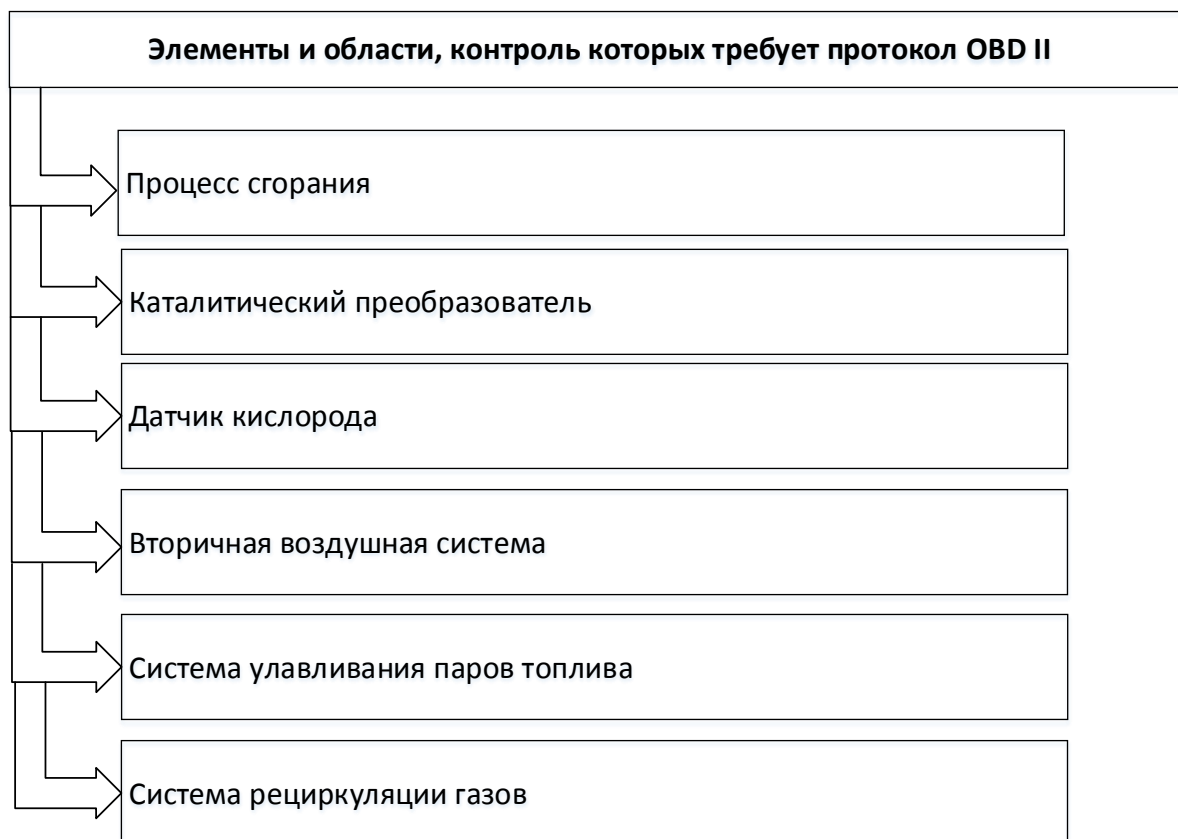 Элементы и области, контроль которых требует протокол OBD II
Процесс сгорания
Каталитический преобразователь
Датчик кислорода
Вторичная воздушная система
Система улавливания паров топлива
Система рециркуляции газов